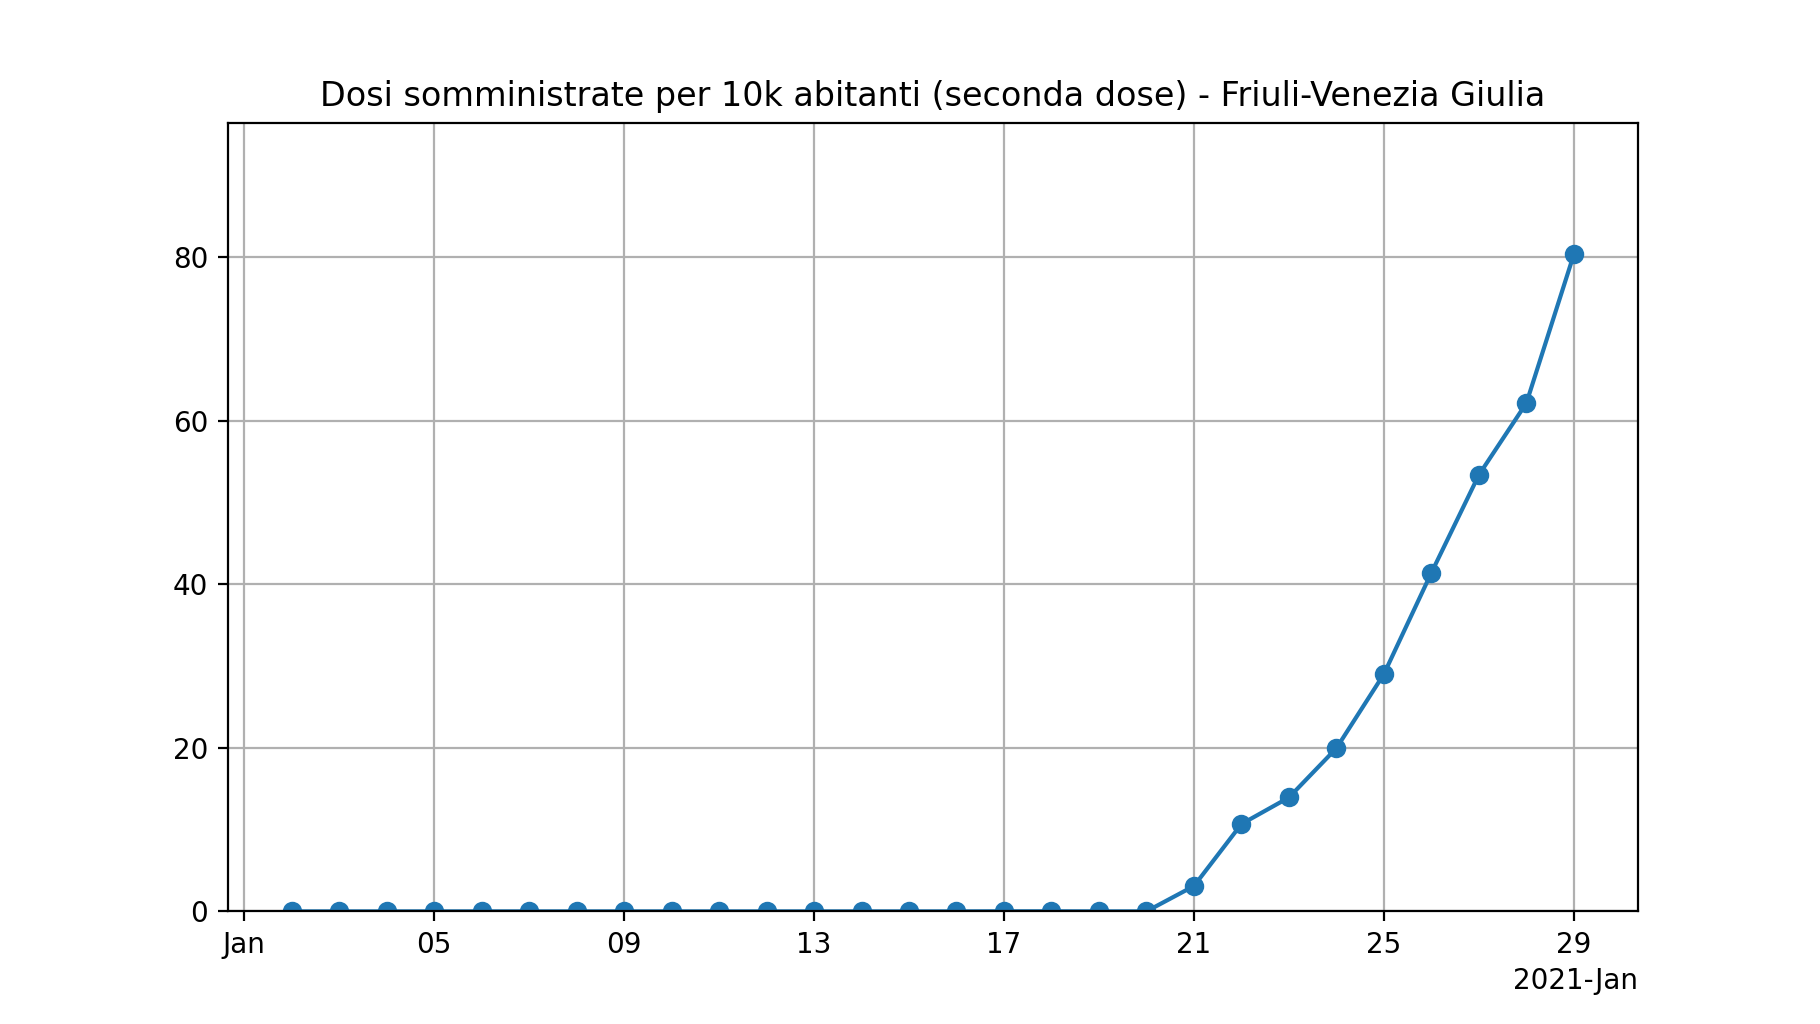 Dosi somministrate per 10k abitanti (seconda dose) - Friuli-Venezia Giulia
80
60
40
20
0
Jan 05 09 13 17 21 25 29
2021-Jan